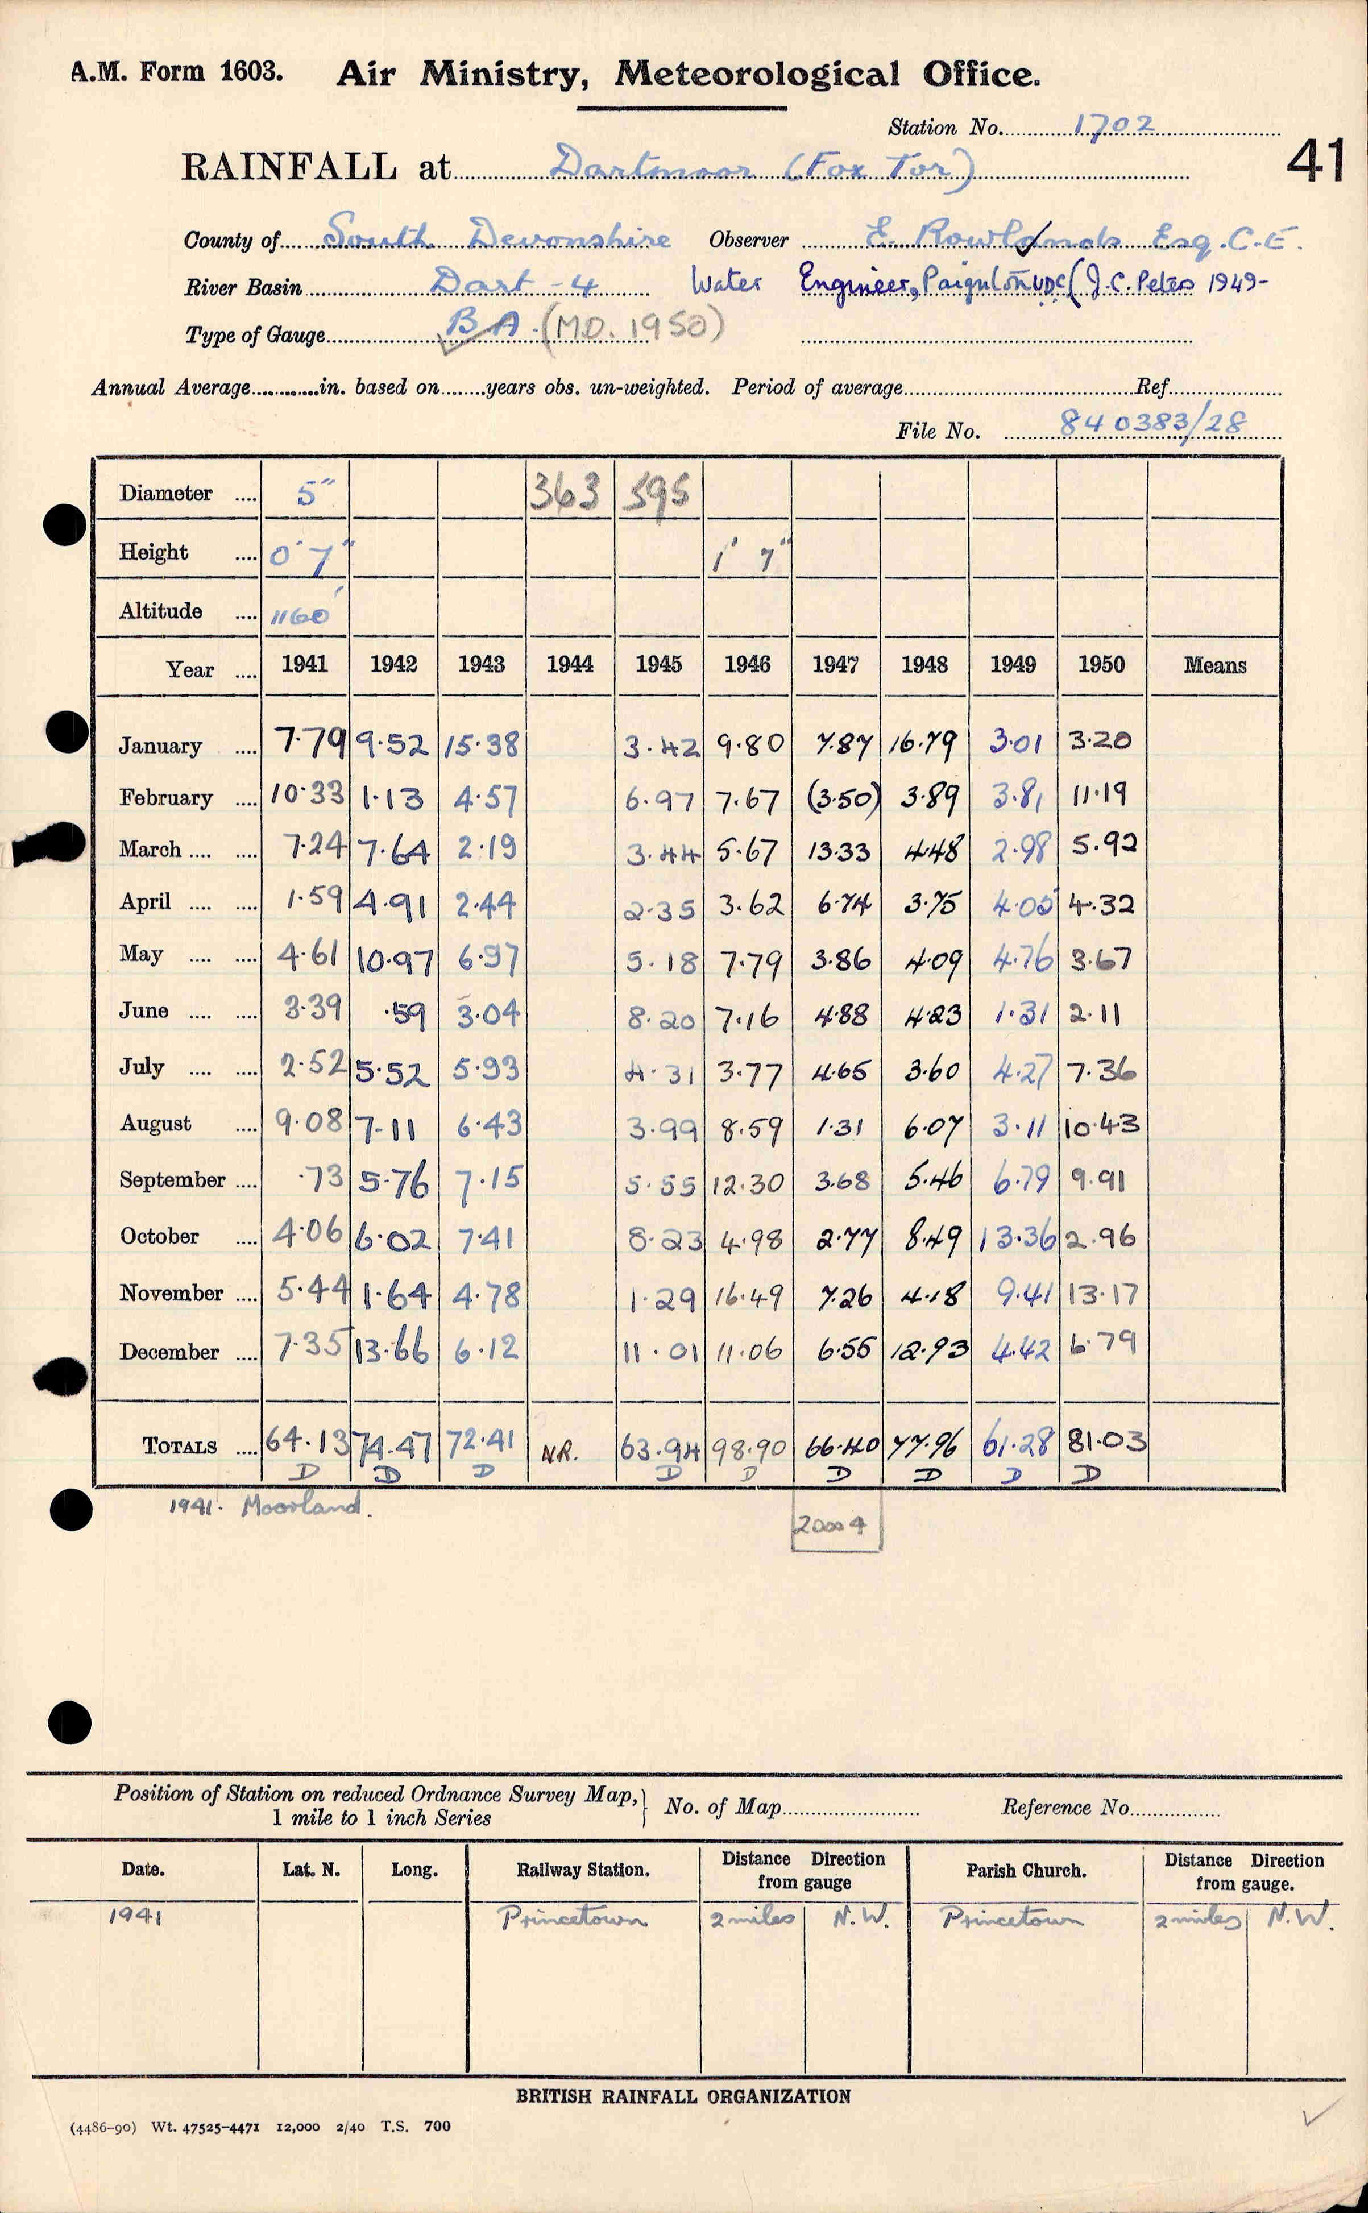 A.M. Form 1603. Air Ministry, Meteorological Office.
Station No. 1702
41
RAINFALL at Dartmoor (Fox Tor)
County of South Devonshire Observer E. Rowlands Esq. C.E.
River Basin Dart - 4 Water Engineer, Paignton UDC (J.C. Peters 1949-
Type of Gauge B A. (M.O. 1950)
Annual Average in. based on years obs. un-weighted. Period of average Ref.
File No. 840383/28
Diameter .... 5" 363 595
Height .... 0' 7" 1' 7"
Altitude .... 1160'
Year .... 1941 1942 1943 1944 1945 1946 1947 1948 1949 1950 Means
January .... 7.79 9.52 15.38 3.42 9.80 7.87 16.79 3.01 3.20
February .... 10.33 1.13 4.57 6.97 7.67 (3.50) 3.89 3.81 11.19
March .... .... 7.24 7.64 2.19 3.44 5.67 13.33 4.48 2.98 5.92
April .... .... 1.59 4.91 2.44 2.35 3.62 6.74 3.75 4.05 4.32
May .... .... 4.61 10.97 6.97 5.18 7.79 3.86 4.09 4.76 3.67
June .... .... 3.39 .59 3.04 8.20 7.16 4.88 4.23 1.31 2.11
July .... .... 2.52 5.52 5.93 4.31 3.77 4.65 3.60 4.27 7.36
August .... 9.08 7.11 6.43 3.99 8.59 1.31 6.07 3.11 10.43
September .... .73 5.76 7.15 5.55 12.30 3.68 5.46 6.79 9.91
October .... 4.06 6.02 7.41 8.23 4.98 2.77 8.49 13.36 2.96
November .... 5.44 1.64 4.78 1.29 16.49 7.26 4.18 9.41 13.17
December .... 7.35 13.66 6.12 11.01 11.06 6.55 12.93 4.42 6.79
TOTALS .... 64.13 74.47 72.41 N.R. 63.94 98.90 66.40 77.96 61.28 81.03
D D D D D D D D D
1941. Moorland.
20004
Position of Station on reduced Ordnance Survey Map, 1 mile to 1 inch Series No. of Map Reference No.
Date. Lat. N. Long. Railway Station. Distance Direction from gauge Parish Church. Distance Direction from gauge.
1941 Princetown 2 miles N.W. Princetown 2 miles N.W.
BRITISH RAINFALL ORGANIZATION
(4486-90) Wt. 47525-4471 12,000 2/40 T.S. 700